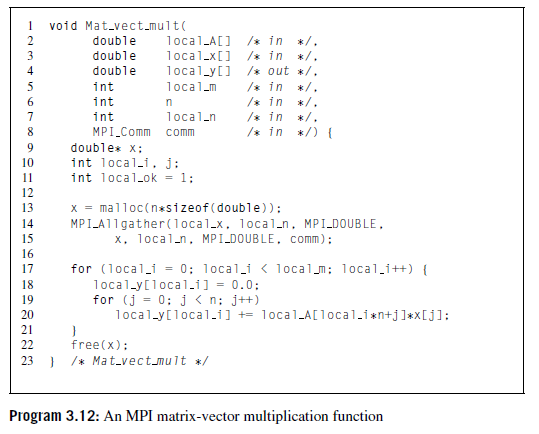 1 void Mat_vect_mult(
2 double local_A[] /* in */,
3 double local_x[] /* in */,
4 double local_y[] /* out */,
5 int local_m /* in */,
6 int n /* in */,
7 int local_n /* in */,
8 MPI_Comm comm /* in */) {
9 double* x;
10 int local_i, j;
11 int local_ok = 1;
12
13 x = malloc(n*sizeof(double));
14 MPI_Allgather(local_x, local_n, MPI_DOUBLE,
15 x, local_n, MPI_DOUBLE, comm);
16
17 for (local_i = 0; local_i < local_m; local_i++) {
18 local_y[local_i] = 0.0;
19 for (j = 0; j < n; j++)
20 local_y[local_i] += local_A[local_i*n+j]*x[j];
21 }
22 free(x);
23 } /* Mat_vect_mult */
Program 3.12: An MPI matrix-vector multiplication function